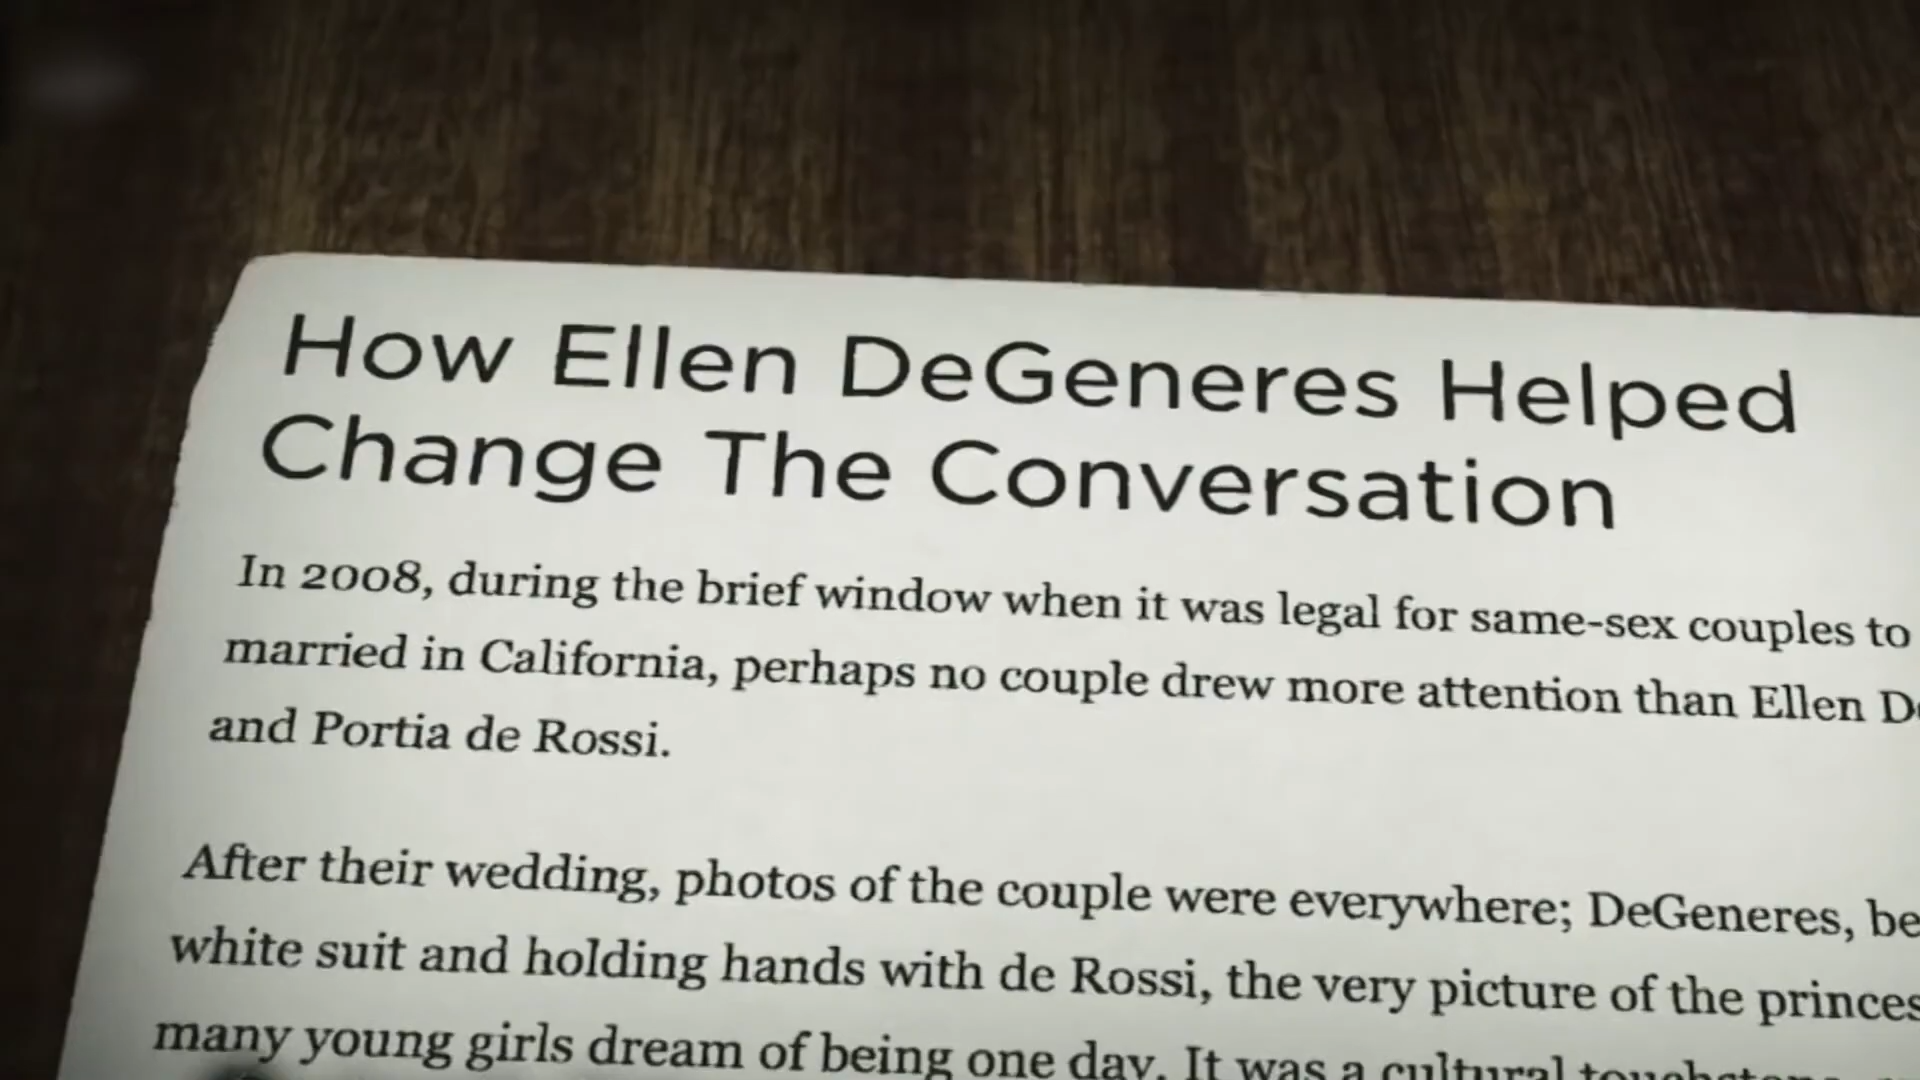 How Ellen DeGeneres Helped
Change The Conversation
In 2008, during the brief window when it was legal for same-sex couples to
married in California, perhaps no couple drew more attention than Ellen
and Portia de Rossi.
After their wedding, photos of the couple were everywhere; DeGeneres,
white suit and holding hands with de Rossi, the very picture of the
many young girls dream of being one day. It was a cultural